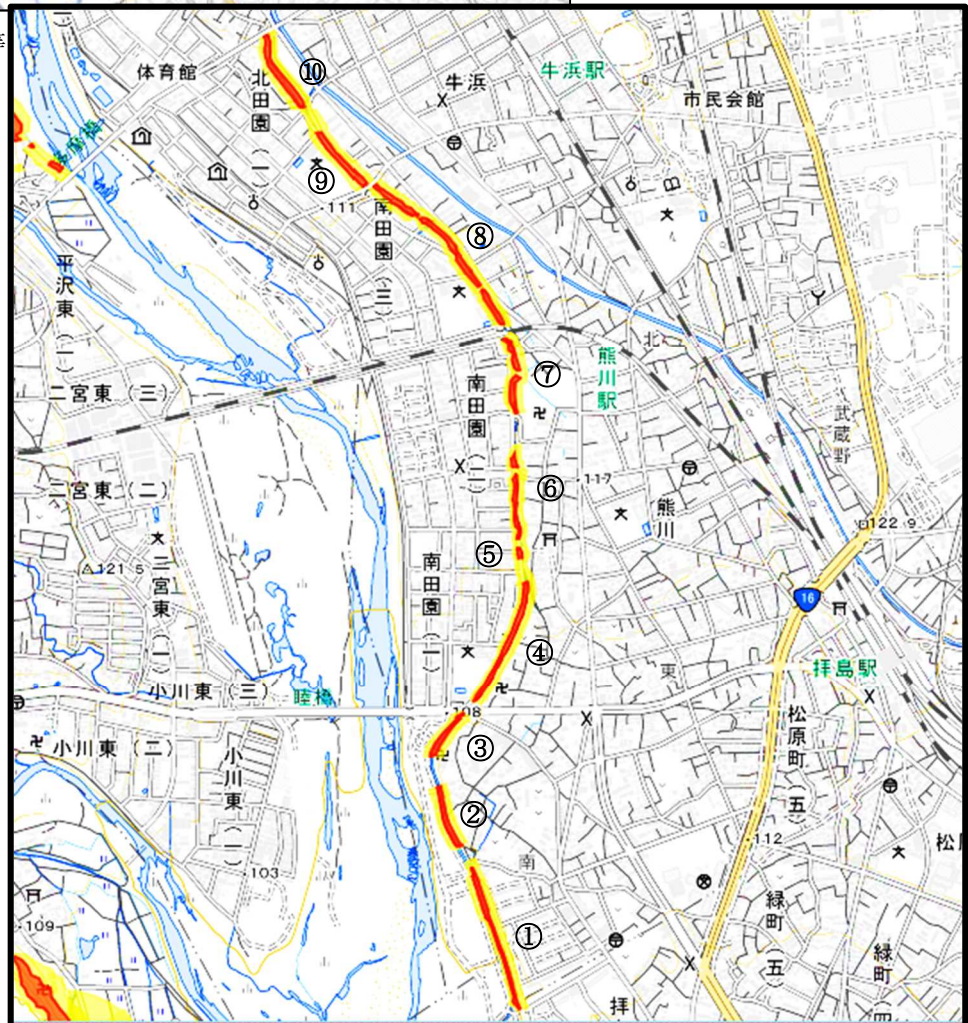 体育館
⑩
北田園（一）
牛浜
牛浜駅
市民会館
⑨
・111
南田園（三）
⑧
平沢東（一）
北
熊川駅
二宮東（三）
南田園（二）
⑦
武蔵野
二宮東（二）
⑥
・117
熊川
122.9
△121.5
三宮東（一）
⑤
南田園（一）
16
④
小川東（三）
睦橋
東
拝島駅
・108
小川東（二）
小川東（一）
③
松原町（五）
②
・112
南
・103
・109
①
緑町（五）
緑町
拝